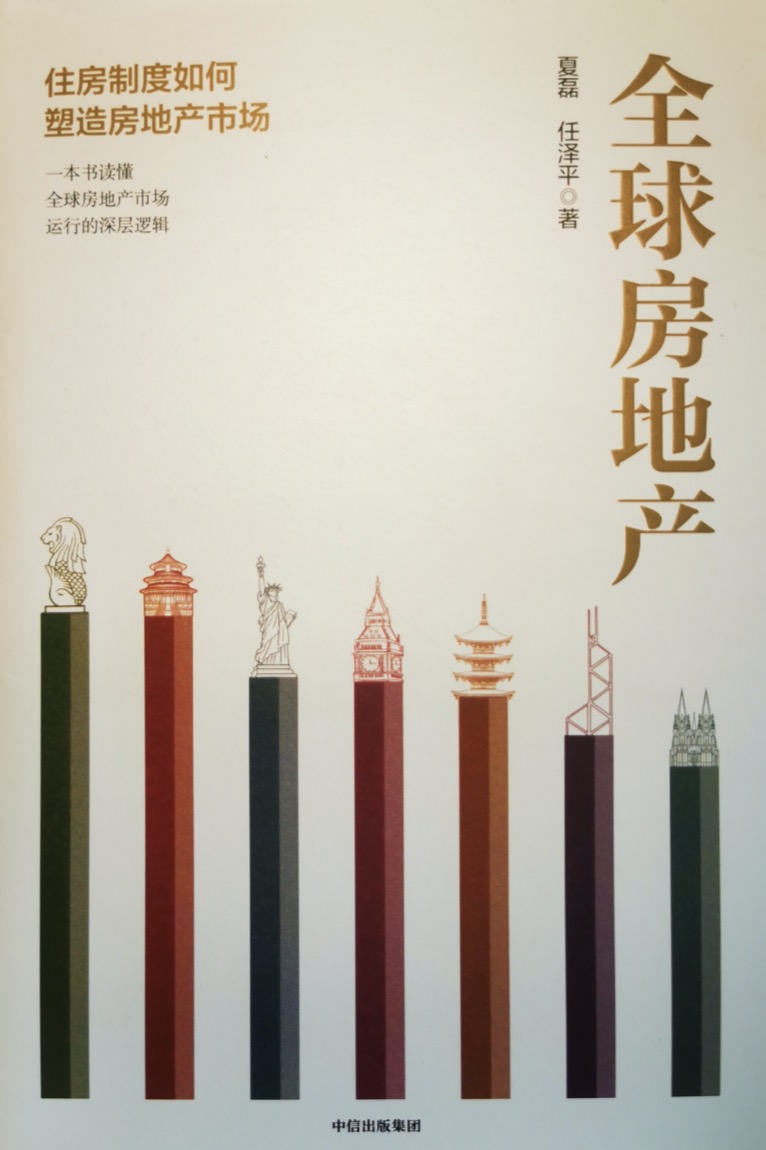 全球房地产
夏磊 任泽平◎著
住房制度如何
塑造房地产市场
一本书读懂
全球房地产市场
运行的深层逻辑
中信出版集团